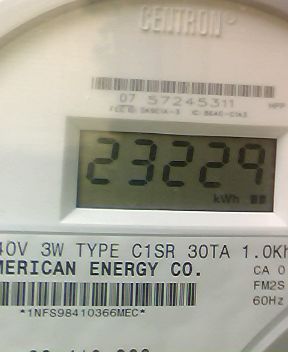 CENTRON®
07 57245311
23229
kWh
40V 3W TYPE C1SR 30TA 1.0Kh
MERICAN ENERGY CO.
CA 0
FM2S
60Hz
*1NFS98410366MEC*